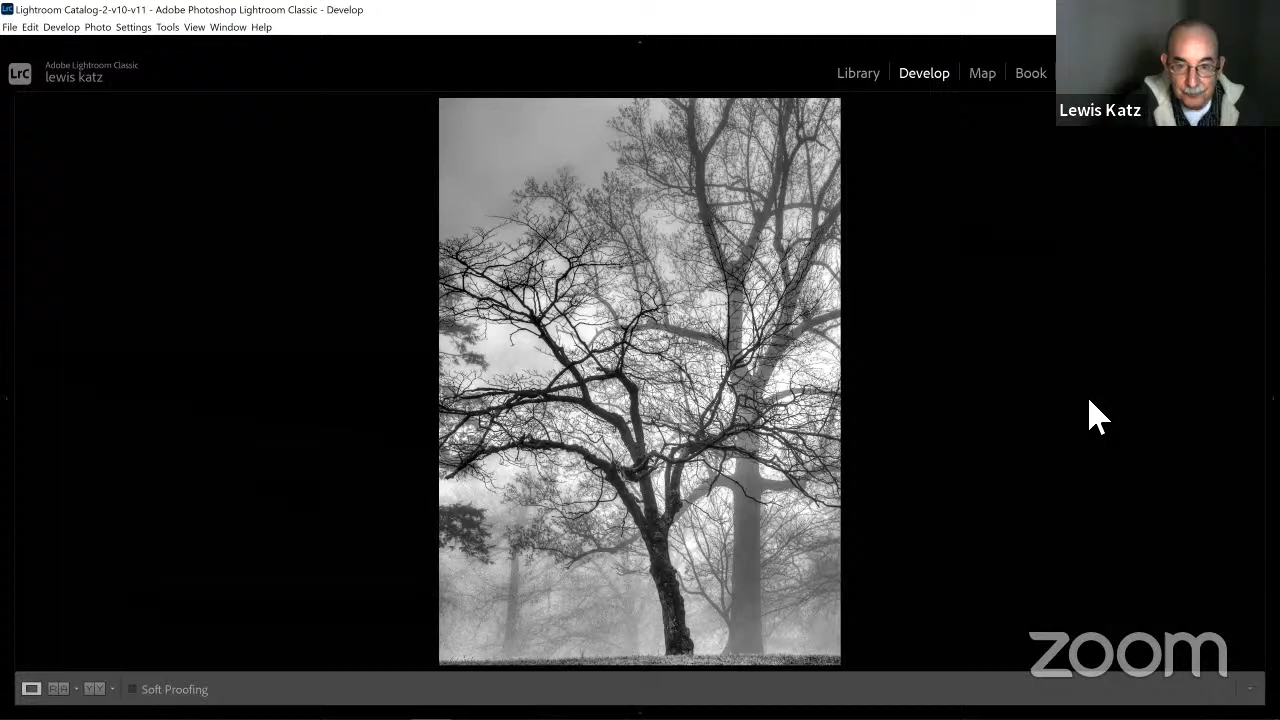 Lightroom Catalog-2-v10-v11 - Adobe Photoshop Lightroom Classic - Develop
File Edit Develop Photo Settings Tools View Window Help
LrC
Adobe Lightroom Classic
lewis katz
Library Develop Map Book
Lewis Katz
zoom
Soft Proofing